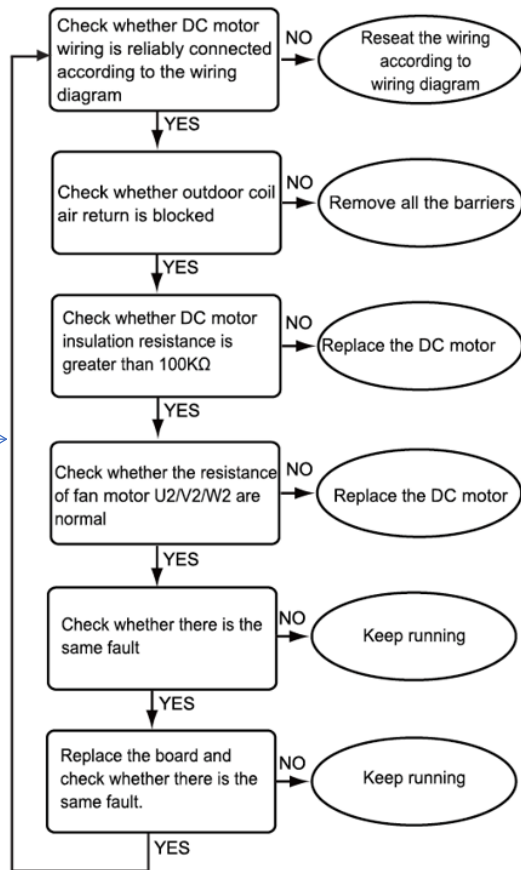 Check whether DC motor
wiring is reliably connected
according to the wiring
diagram
NO
Reseat the wiring
according to
wiring diagram
YES
Check whether outdoor coil
air return is blocked
NO
Remove all the barriers
YES
Check whether DC motor
insulation resistance is
greater than 100KΩ
NO
Replace the DC motor
YES
Check whether the resistance
of fan motor U2/V2/W2 are
normal
NO
Replace the DC motor
YES
Check whether there is the
same fault
NO
Keep running
YES
Replace the board and
check whether there is the
same fault.
NO
Keep running
YES